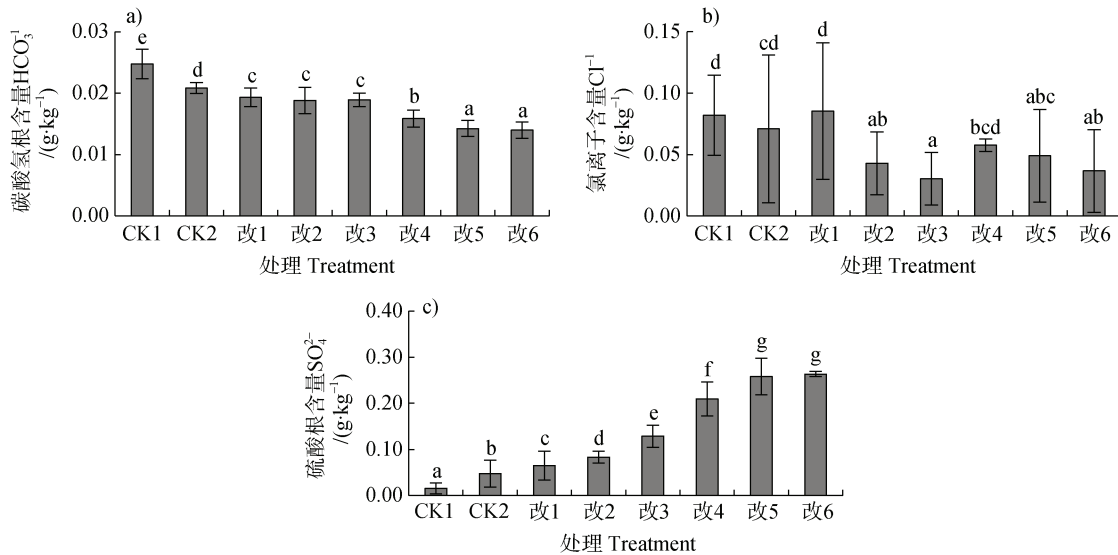 a)
碳酸氢根含量HCO₃⁻¹
/(g·kg⁻¹)
0.03
0.02
0.01
0.00
e
d
c
c
c
b
a
a
CK1 CK2 改1 改2 改3 改4 改5 改6
处理 Treatment
b)
氯离子含量Cl⁻¹
/(g·kg⁻¹)
0.15
0.10
0.05
0.00
d
cd
d
ab
a
bcd
abc
ab
CK1 CK2 改1 改2 改3 改4 改5 改6
处理 Treatment
c)
硫酸根含量SO₄²⁻
/(g·kg⁻¹)
0.40
0.30
0.20
0.10
0.00
a
b
c
d
e
f
g
g
CK1 CK2 改1 改2 改3 改4 改5 改6
处理 Treatment